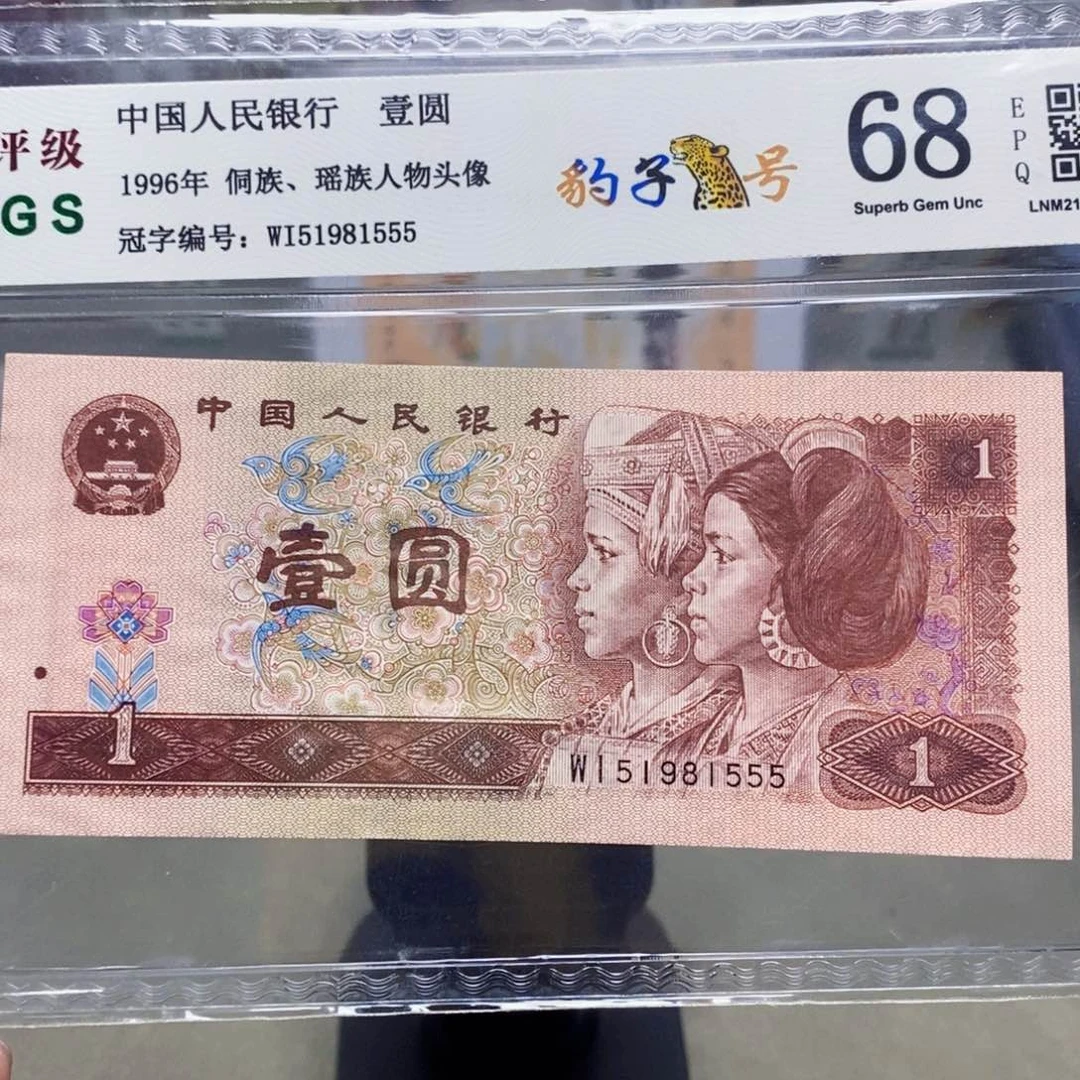 评级
GS
中国人民银行 壹圆
1996年 侗族、瑶族人物头像
冠字编号：WI51981555
豹子号
68
Superb Gem Unc
EPQ
LNM21
中国人民银行
壹圆
1
1
1
WI51981555